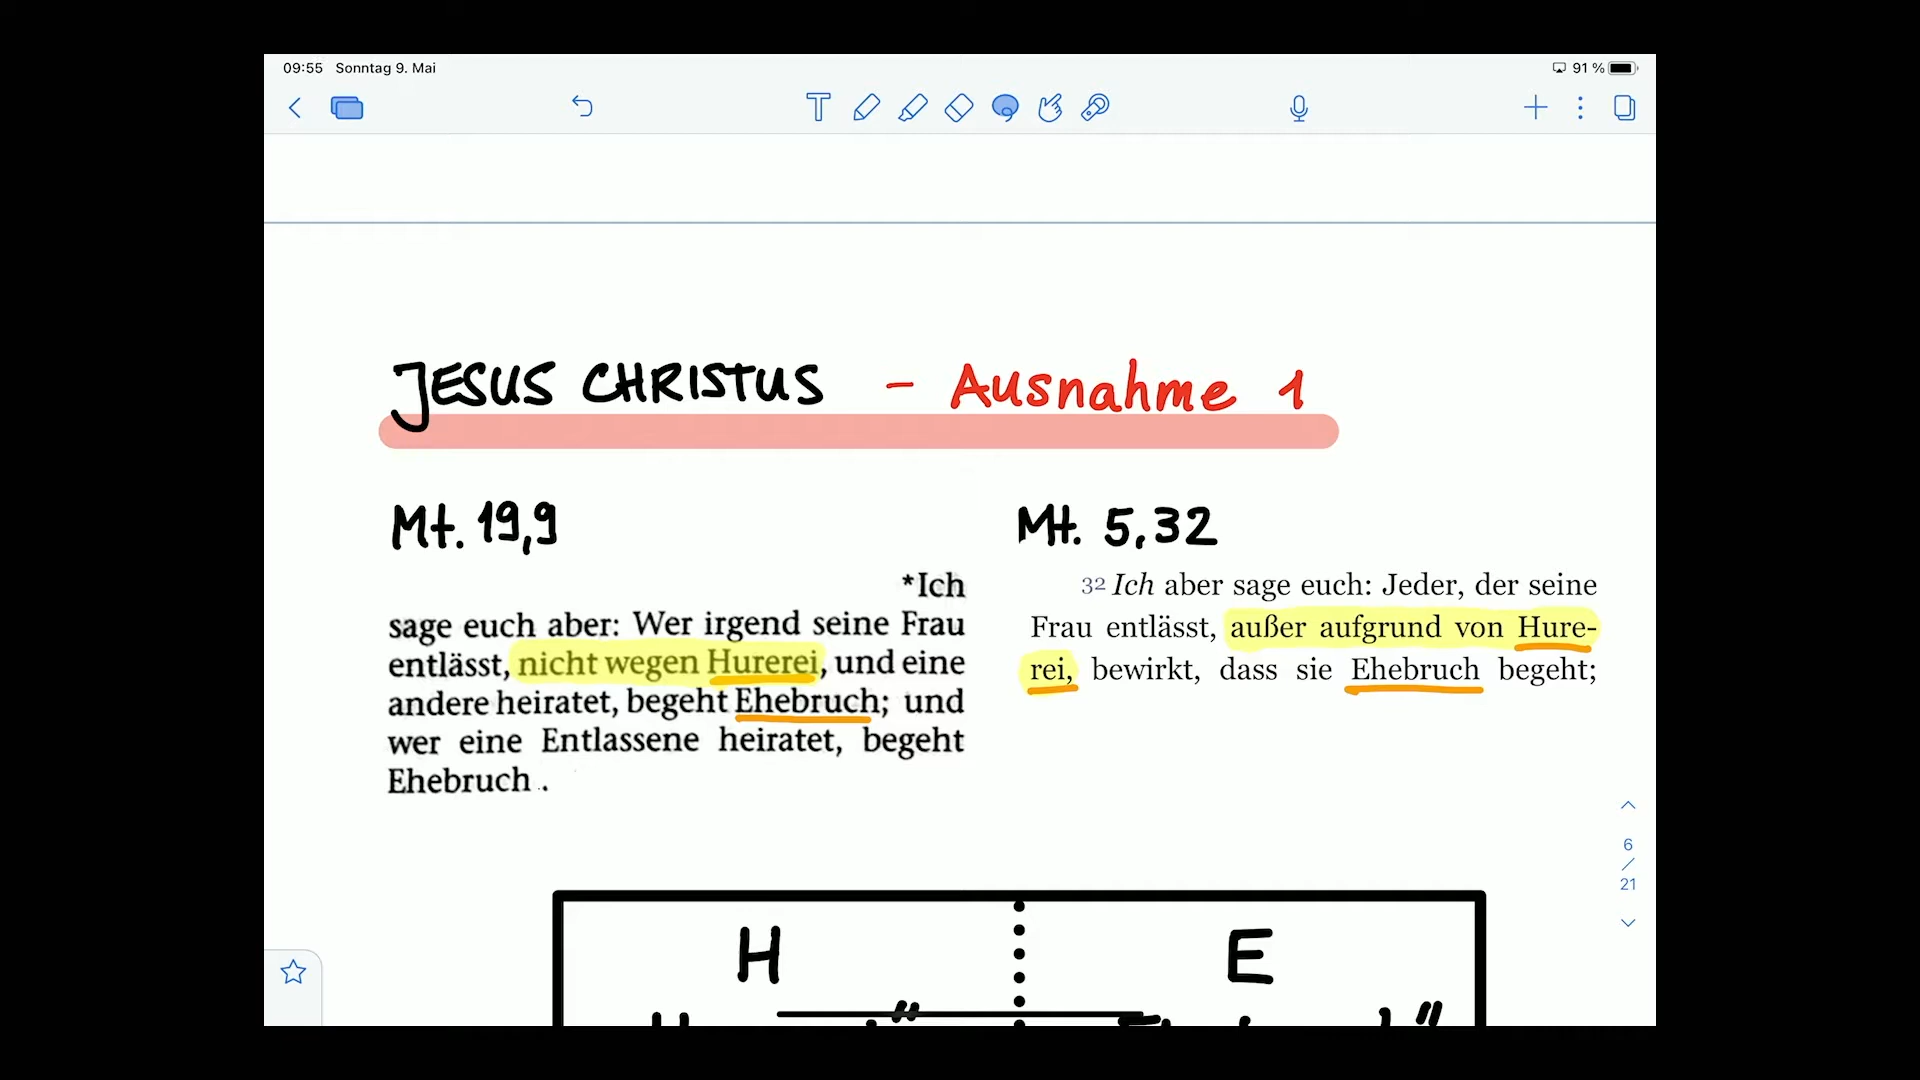 09:55 Sonntag 9. Mai
91 %
JESUS CHRISTUS - Ausnahme 1
Mt. 19,9
*Ich
sage euch aber: Wer irgend seine Frau
entlässt, nicht wegen Hurerei, und eine
andere heiratet, begeht Ehebruch; und
wer eine Entlassene heiratet, begeht
Ehebruch.
Mt. 5,32
32 Ich aber sage euch: Jeder, der seine
Frau entlässt, außer aufgrund von Hure-
rei, bewirkt, dass sie Ehebruch begeht;
6
/
21
H
E